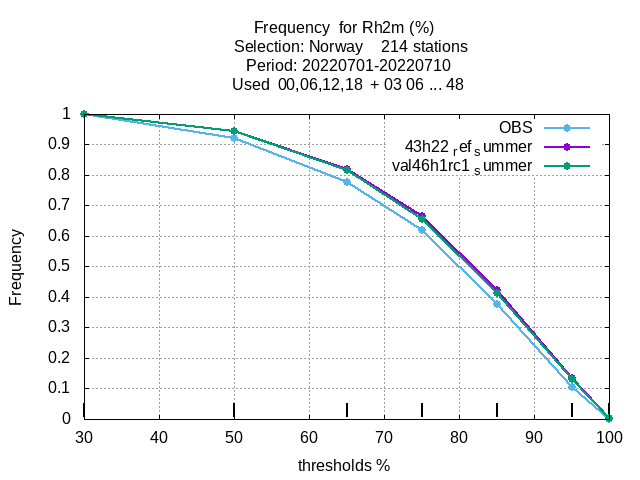 Frequency for Rh2m (%)
Selection: Norway 214 stations
Period: 20220701-20220710
Used 00,06,12,18 + 03 06 ... 48
OBS
43h22 ref summer
val46h1rc1 summer
1
0.9
0.8
0.7
0.6
0.5
0.4
0.3
0.2
0.1
0
Frequency
30 40 50 60 70 80 90 100
thresholds %